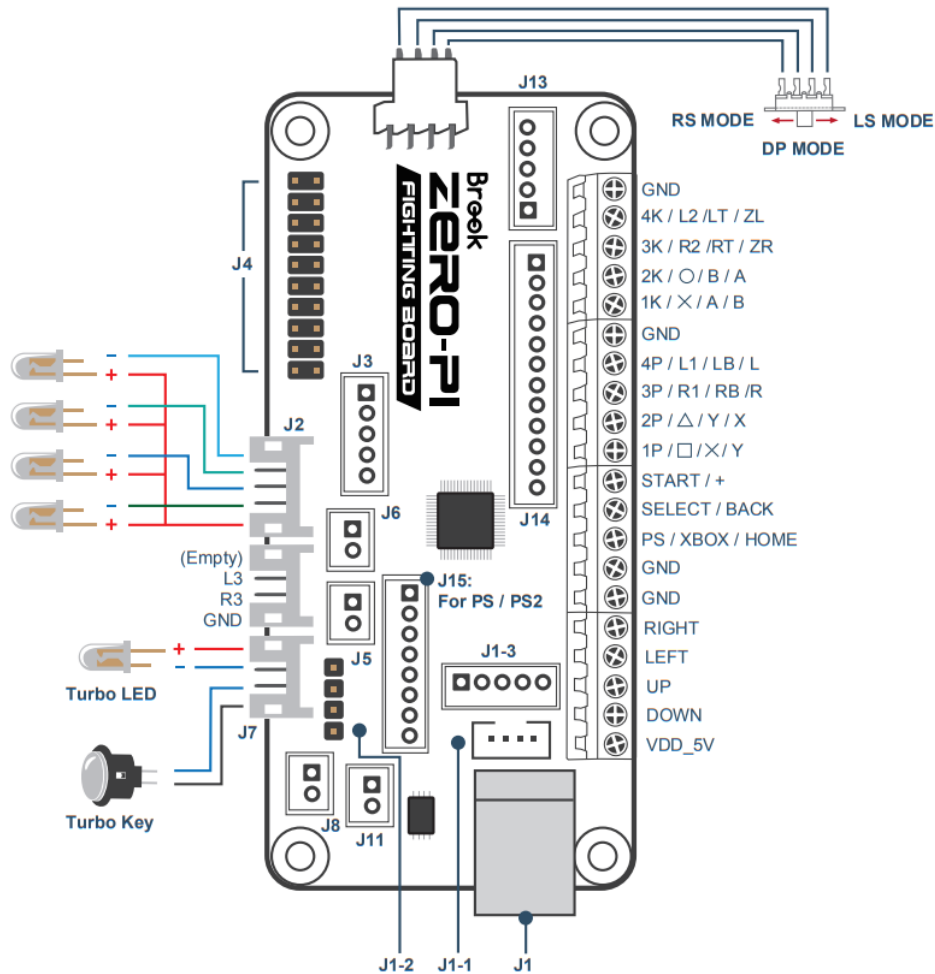 J13
RS MODE
LS MODE
DP MODE
Brook
ZERO-PI
FIGHTING BOARD
J4
GND
4K / L2 /LT / ZL
3K / R2 /RT / ZR
2K / ○ / B / A
1K / ✕ / A / B
GND
4P / L1 / LB / L
3P / R1 / RB /R
2P / △ / Y / X
1P / □ / ✕ / Y
START / +
SELECT / BACK
PS / XBOX / HOME
GND
GND
RIGHT
LEFT
UP
DOWN
VDD_5V
J3
J2
− +
− +
− +
− +
J6
J14
(Empty)
L3
R3
GND
J15:
For PS / PS2
J5
J1-3
+
−
Turbo LED
J7
Turbo Key
J8
J11
J1-2
J1-1
J1